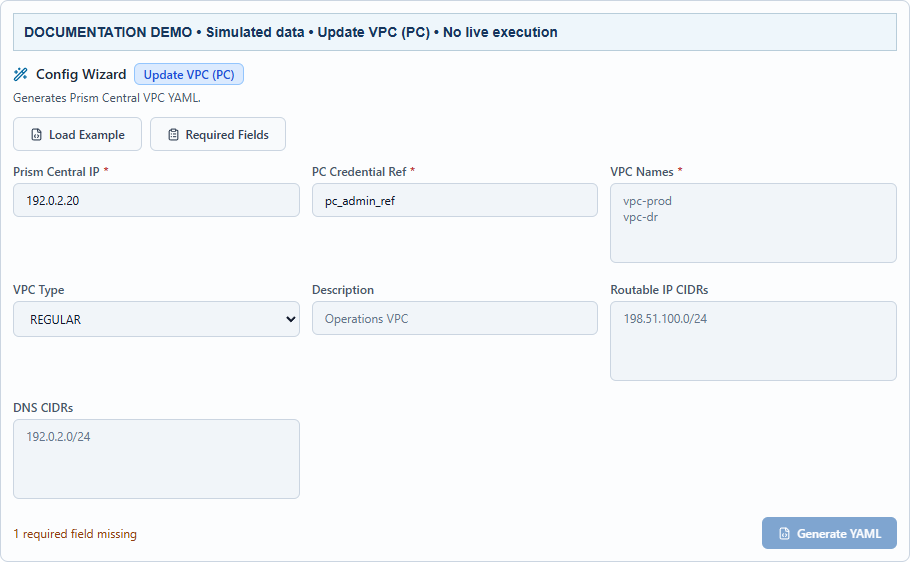 DOCUMENTATION DEMO • Simulated data • Update VPC (PC) • No live execution
Config Wizard Update VPC (PC)
Generates Prism Central VPC YAML.
Load Example Required Fields
Prism Central IP *
192.0.2.20
PC Credential Ref *
pc_admin_ref
VPC Names *
vpc-prod
vpc-dr
VPC Type
REGULAR
Description
Operations VPC
Routable IP CIDRs
198.51.100.0/24
DNS CIDRs
192.0.2.0/24
1 required field missing
Generate YAML